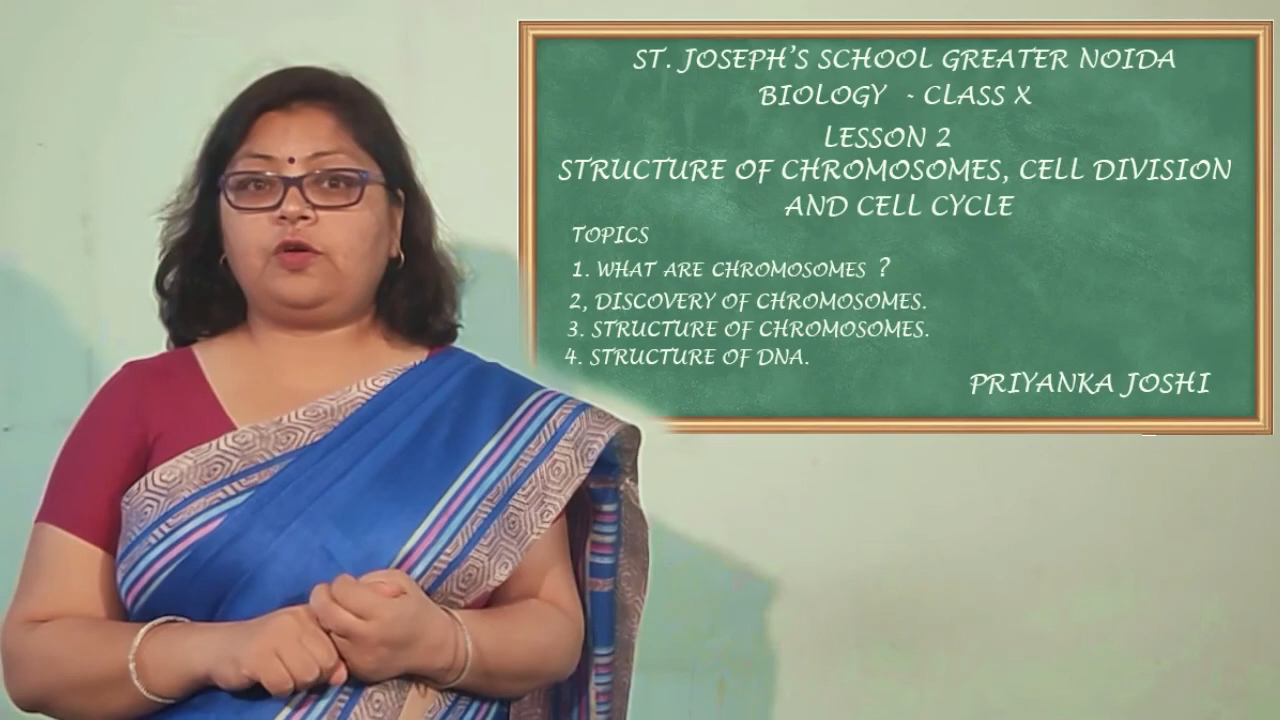 ST. JOSEPH'S SCHOOL GREATER NOIDA
BIOLOGY - CLASS X
LESSON 2
STRUCTURE OF CHROMOSOMES, CELL DIVISION
AND CELL CYCLE
TOPICS
1. WHAT ARE CHROMOSOMES ?
2, DISCOVERY OF CHROMOSOMES.
3. STRUCTURE OF CHROMOSOMES.
4. STRUCTURE OF DNA.
PRIYANKA JOSHI